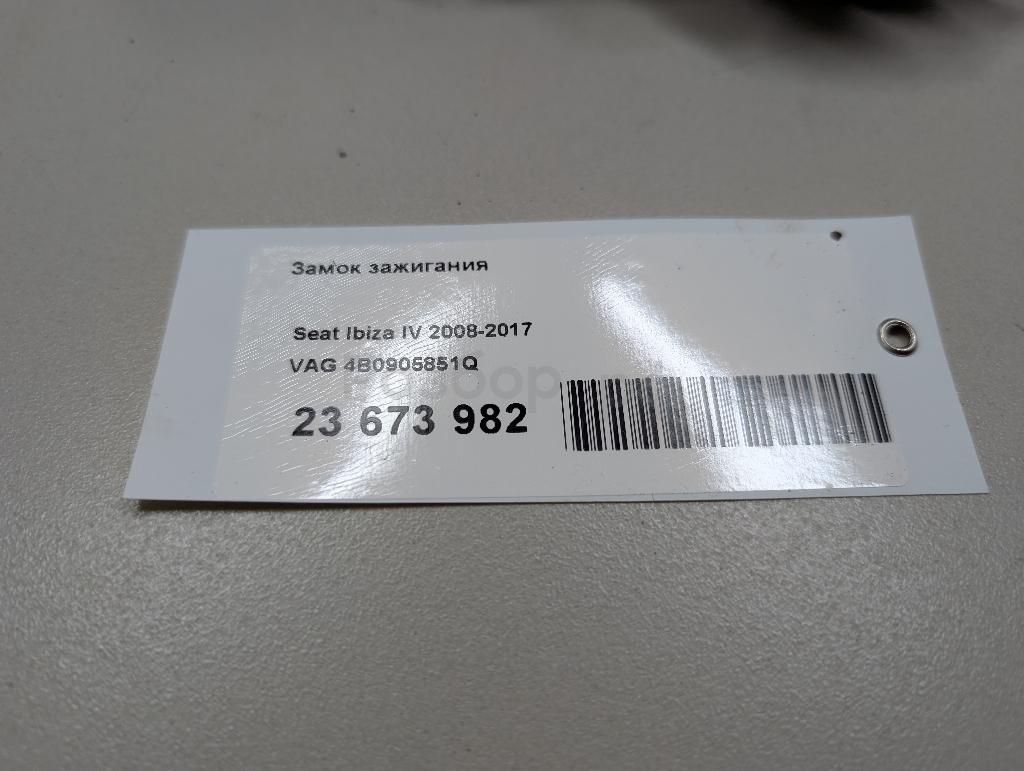 Замок зажигания
Seat Ibiza IV 2008-2017
VAG 4B0905851Q
23 673 982